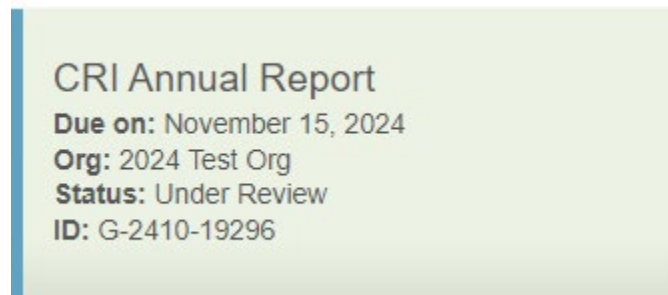 CRI Annual Report
Due on: November 15, 2024
Org: 2024 Test Org
Status: Under Review
ID: G-2410-19296